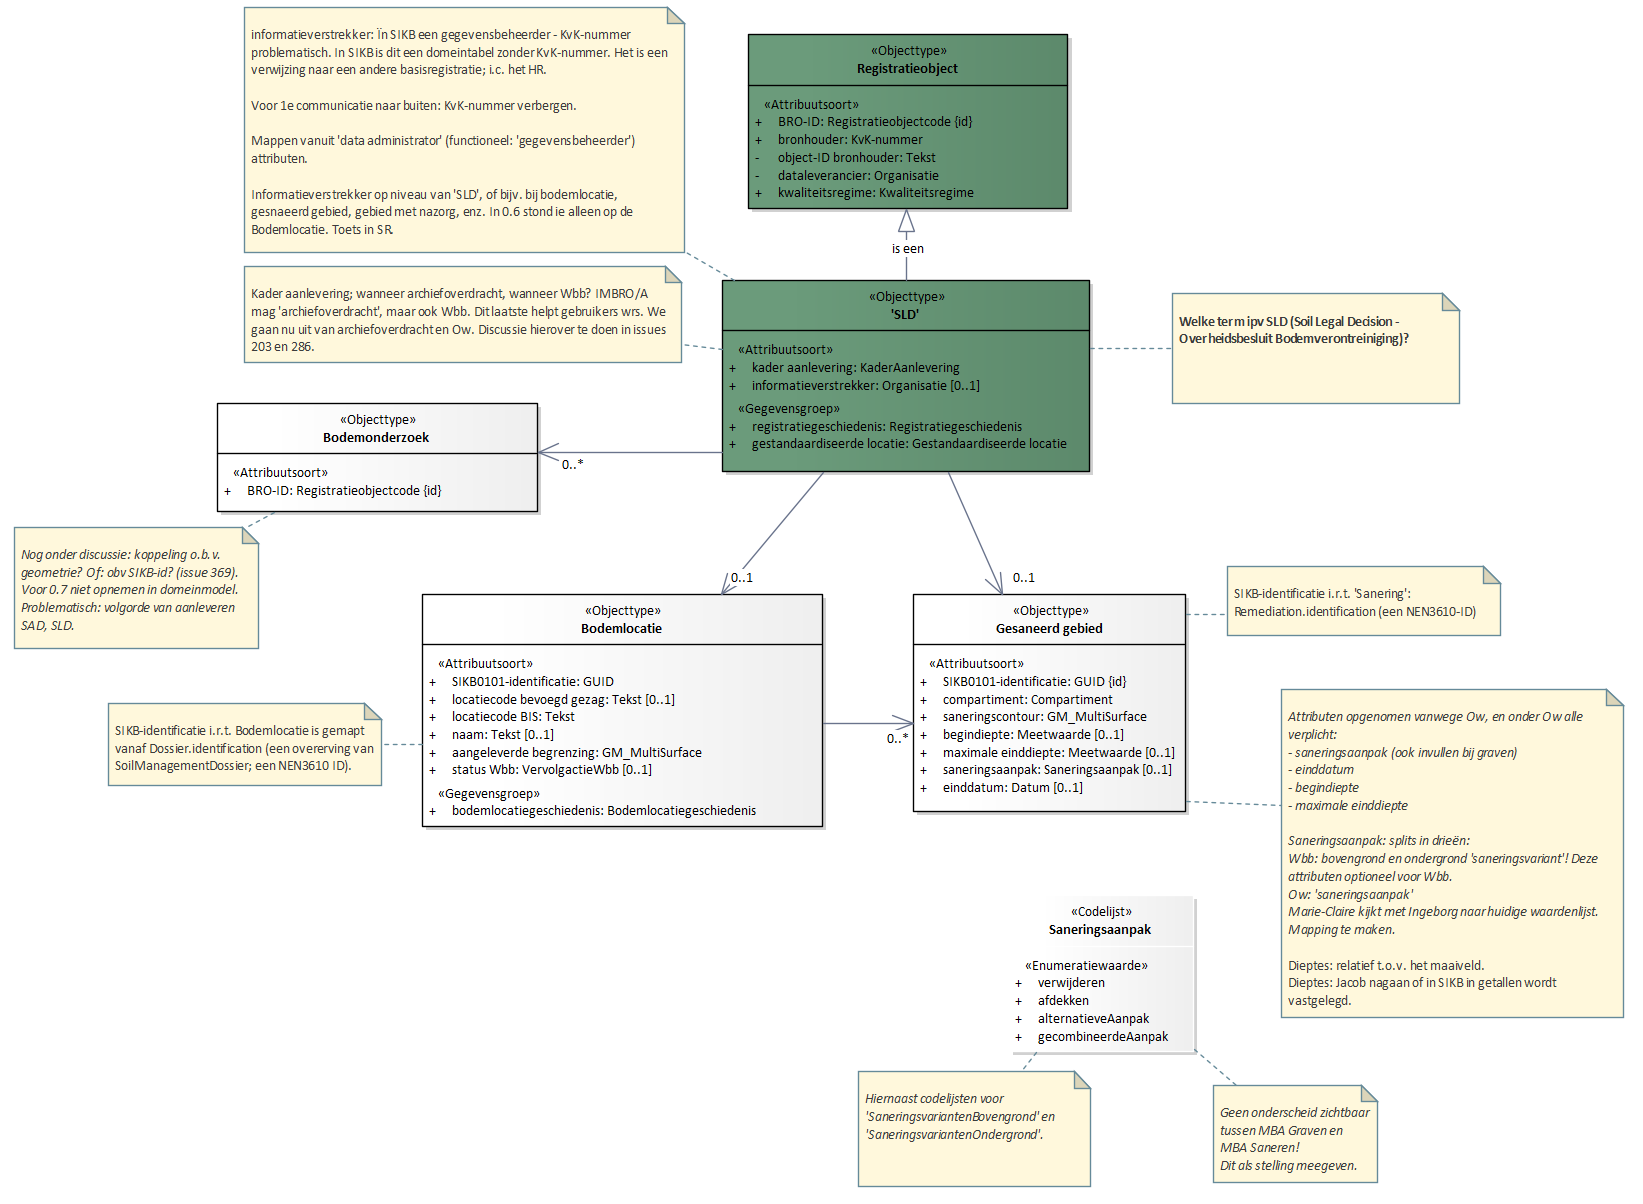 informatieverstrekker: Ïn SIKB een gegevensbeheerder - KvK-nummer
problematisch. In SIKB is dit een domeintabel zonder KvK-nummer. Het is een
verwijzing naar een andere basisregistratie; i.c. het HR.
Voor 1e communicatie naar buiten: KvK-nummer verbergen.
Mappen vanuit 'data administrator' (functioneel: 'gegevensbeheerder')
attributen.
Informatieverstrekker op niveau van 'SLD', of bijv. bij bodemlocatie,
gesnaeerd gebied, gebied met nazorg, enz. In 0.6 stond ie alleen op de
Bodemlocatie. Toets in SR.
«Objecttype»
Registratieobject
«Attribuutsoort»
+ BRO-ID: Registratieobjectcode {id}
+ bronhouder: KvK-nummer
- object-ID bronhouder: Tekst
- dataleverancier: Organisatie
+ kwaliteitsregime: Kwaliteitsregime
is een
Kader aanlevering; wanneer archiefoverdracht, wanneer Wbb? IMBRO/A
mag 'archiefoverdracht', maar ook Wbb. Dit laatste helpt gebruikers wrs. We
gaan nu uit van archiefoverdracht en Ow. Discussie hierover te doen in issues
203 en 286.
«Objecttype»
'SLD'
«Attribuutsoort»
+ kader aanlevering: KaderAanlevering
+ informatieverstrekker: Organisatie [0..1]
«Gegevensgroep»
+ registratiegeschiedenis: Registratiegeschiedenis
+ gestandaardiseerde locatie: Gestandaardiseerde locatie
Welke term ipv SLD (Soil Legal Decision -
Overheidsbesluit Bodemverontreiniging)?
«Objecttype»
Bodemonderzoek
«Attribuutsoort»
+ BRO-ID: Registratieobjectcode {id}
0..*
Nog onder discussie: koppeling o.b.v.
geometrie? Of: obv SIKB-id? (issue 369).
Voor 0.7 niet opnemen in domeinmodel.
Problematisch: volgorde van aanleveren
SAD, SLD.
0..1
0..1
«Objecttype»
Bodemlocatie
«Attribuutsoort»
+ SIKB0101-identificatie: GUID
+ locatiecode bevoegd gezag: Tekst [0..1]
+ locatiecode BIS: Tekst
+ naam: Tekst [0..1]
+ aangeleverde begrenzing: GM_MultiSurface
+ status Wbb: VervolgactieWbb [0..1]
«Gegevensgroep»
+ bodemlocatiegeschiedenis: Bodemlocatiegeschiedenis
0..*
«Objecttype»
Gesaneerd gebied
«Attribuutsoort»
+ SIKB0101-identificatie: GUID {id}
+ compartiment: Compartiment
+ saneringscontour: GM_MultiSurface
+ begindiepte: Meetwaarde [0..1]
+ maximale einddiepte: Meetwaarde [0..1]
+ saneringsaanpak: Saneringsaanpak [0..1]
+ einddatum: Datum [0..1]
SIKB-identificatie i.r.t. 'Sanering':
Remediation.identification (een NEN3610-ID)
SIKB-identificatie i.r.t. Bodemlocatie is gemapt
vanaf Dossier.identification (een overerving van
SoilManagementDossier; een NEN3610 ID).
Attributen opgenomen vanwege Ow, en onder Ow alle
verplicht:
- saneringsaanpak (ook invullen bij graven)
- einddatum
- begindiepte
- maximale einddiepte
Saneringsaanpak: splits in drieën:
Wbb: bovengrond en ondergrond 'saneringsvariant'! Deze
attributen optioneel voor Wbb.
Ow: 'saneringsaanpak'
Marie-Claire kijkt met Ingeborg naar huidige waardenlijst.
Mapping te maken.
Dieptes: relatief t.o.v. het maaiveld.
Dieptes: Jacob nagaan of in SIKB in getallen wordt
vastgelegd.
«Codelijst»
Saneringsaanpak
«Enumeratiewaarde»
+ verwijderen
+ afdekken
+ alternatieveAanpak
+ gecombineerdeAanpak
Hiernaast codelijsten voor
'SaneringsvariantenBovengrond' en
'SaneringsvariantenOndergrond'.
Geen onderscheid zichtbaar
tussen MBA Graven en
MBA Saneren!
Dit als stelling meegeven.